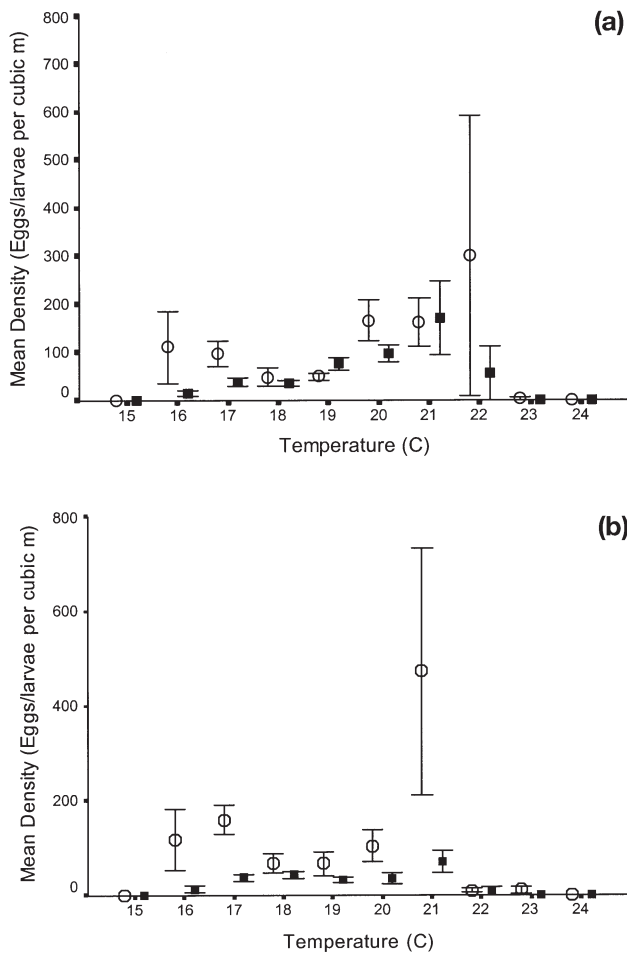 (a)
Mean Density (Eggs/larvae per cubic m)
800
700
600
500
400
300
200
100
0
15 16 17 18 19 20 21 22 23 24
Temperature (C)
(b)
Mean Density (Eggs/larvae per cubic m)
800
600
400
200
0
15 16 17 18 19 20 21 22 23 24
Temperature (C)